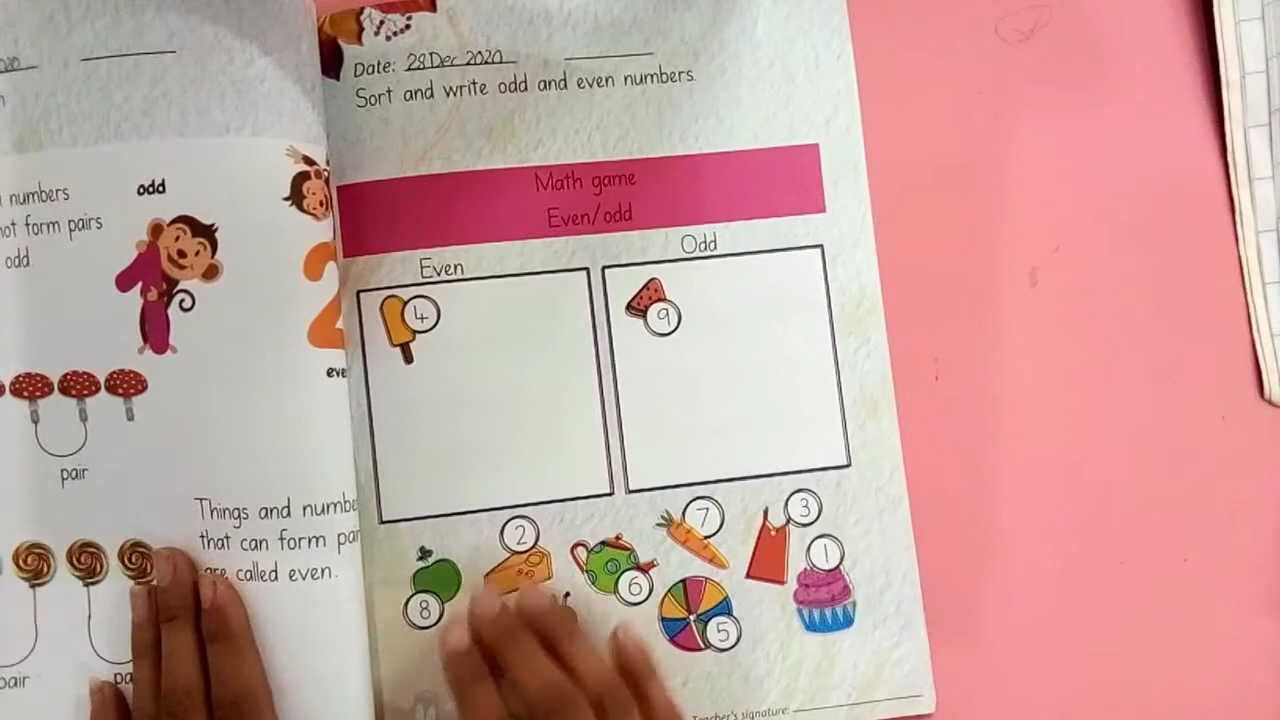 numbers
not form pairs
odd
odd
eve
pair
Things and numbe
that can form pai
are called even.
pair
pa
Date: 28 Dec 2020
Sort and write odd and even numbers.
Math game
Even/odd
Even
Odd
4
9
2
7
3
1
6
8
5
Teacher's signature: